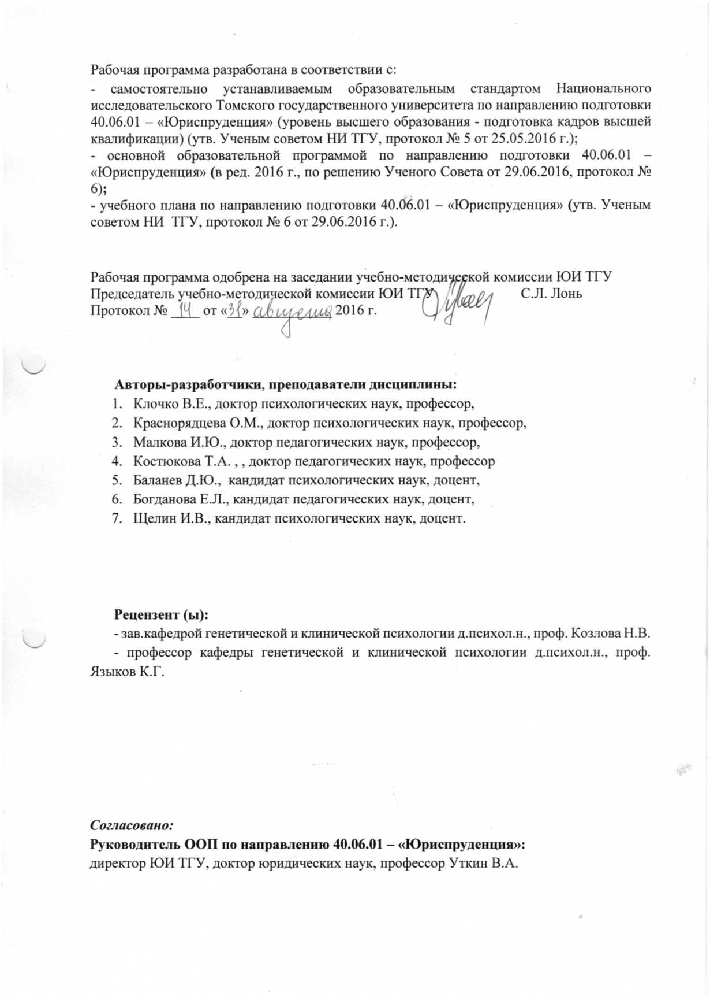 Рабочая программа разработана в соответствии с:
- самостоятельно устанавливаемым образовательным стандартом Национального
исследовательского Томского государственного университета по направлению подготовки
40.06.01 – «Юриспруденция» (уровень высшего образования - подготовка кадров высшей
квалификации) (утв. Ученым советом НИ ТГУ, протокол № 5 от 25.05.2016 г.);
- основной образовательной программой по направлению подготовки 40.06.01 –
«Юриспруденция» (в ред. 2016 г., по решению Ученого Совета от 29.06.2016, протокол №
6);
- учебного плана по направлению подготовки 40.06.01 – «Юриспруденция» (утв. Ученым
советом НИ ТГУ, протокол № 6 от 29.06.2016 г.).
Рабочая программа одобрена на заседании учебно-методической комиссии ЮИ ТГУ
Председатель учебно-методической комиссии ЮИ ТГУ С.Л. Лонь
Протокол № 14 от «31» августа 2016 г.
Авторы-разработчики, преподаватели дисциплины:
1. Клочко В.Е., доктор психологических наук, профессор,
2. Краснорядцева О.М., доктор психологических наук, профессор,
3. Малкова И.Ю., доктор педагогических наук, профессор,
4. Костюкова Т.А. , , доктор педагогических наук, профессор
5. Баланев Д.Ю., кандидат психологических наук, доцент,
6. Богданова Е.Л., кандидат педагогических наук, доцент,
7. Щелин И.В., кандидат психологических наук, доцент.
Рецензент (ы):
- зав.кафедрой генетической и клинической психологии д.психол.н., проф. Козлова Н.В.
- профессор кафедры генетической и клинической психологии д.психол.н., проф.
Языков К.Г.
Согласовано:
Руководитель ООП по направлению 40.06.01 – «Юриспруденция»:
директор ЮИ ТГУ, доктор юридических наук, профессор Уткин В.А.